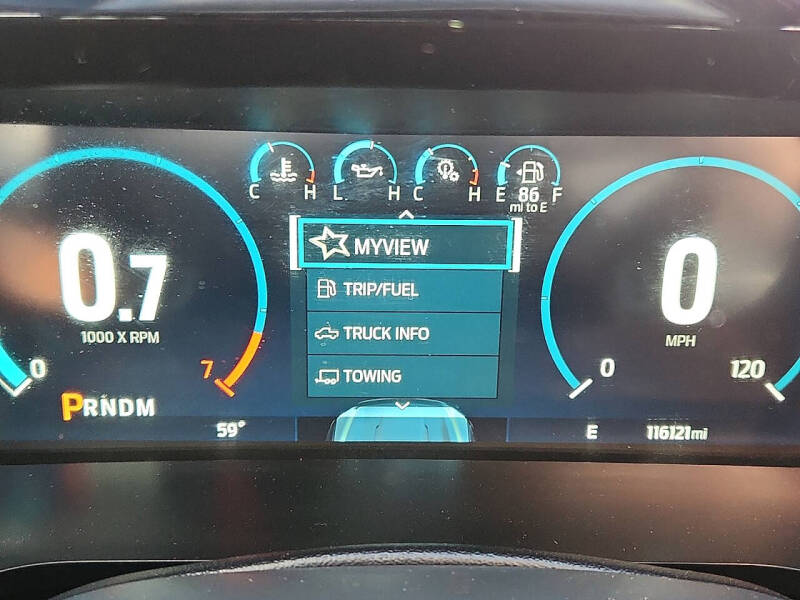 C H L H C H E 86 F
mi to E
MYVIEW
0.7
1000 X RPM
0 7
PRNDM
59°
TRIP/FUEL
TRUCK INFO
TOWING
0
MPH
0 120
E 116121mi